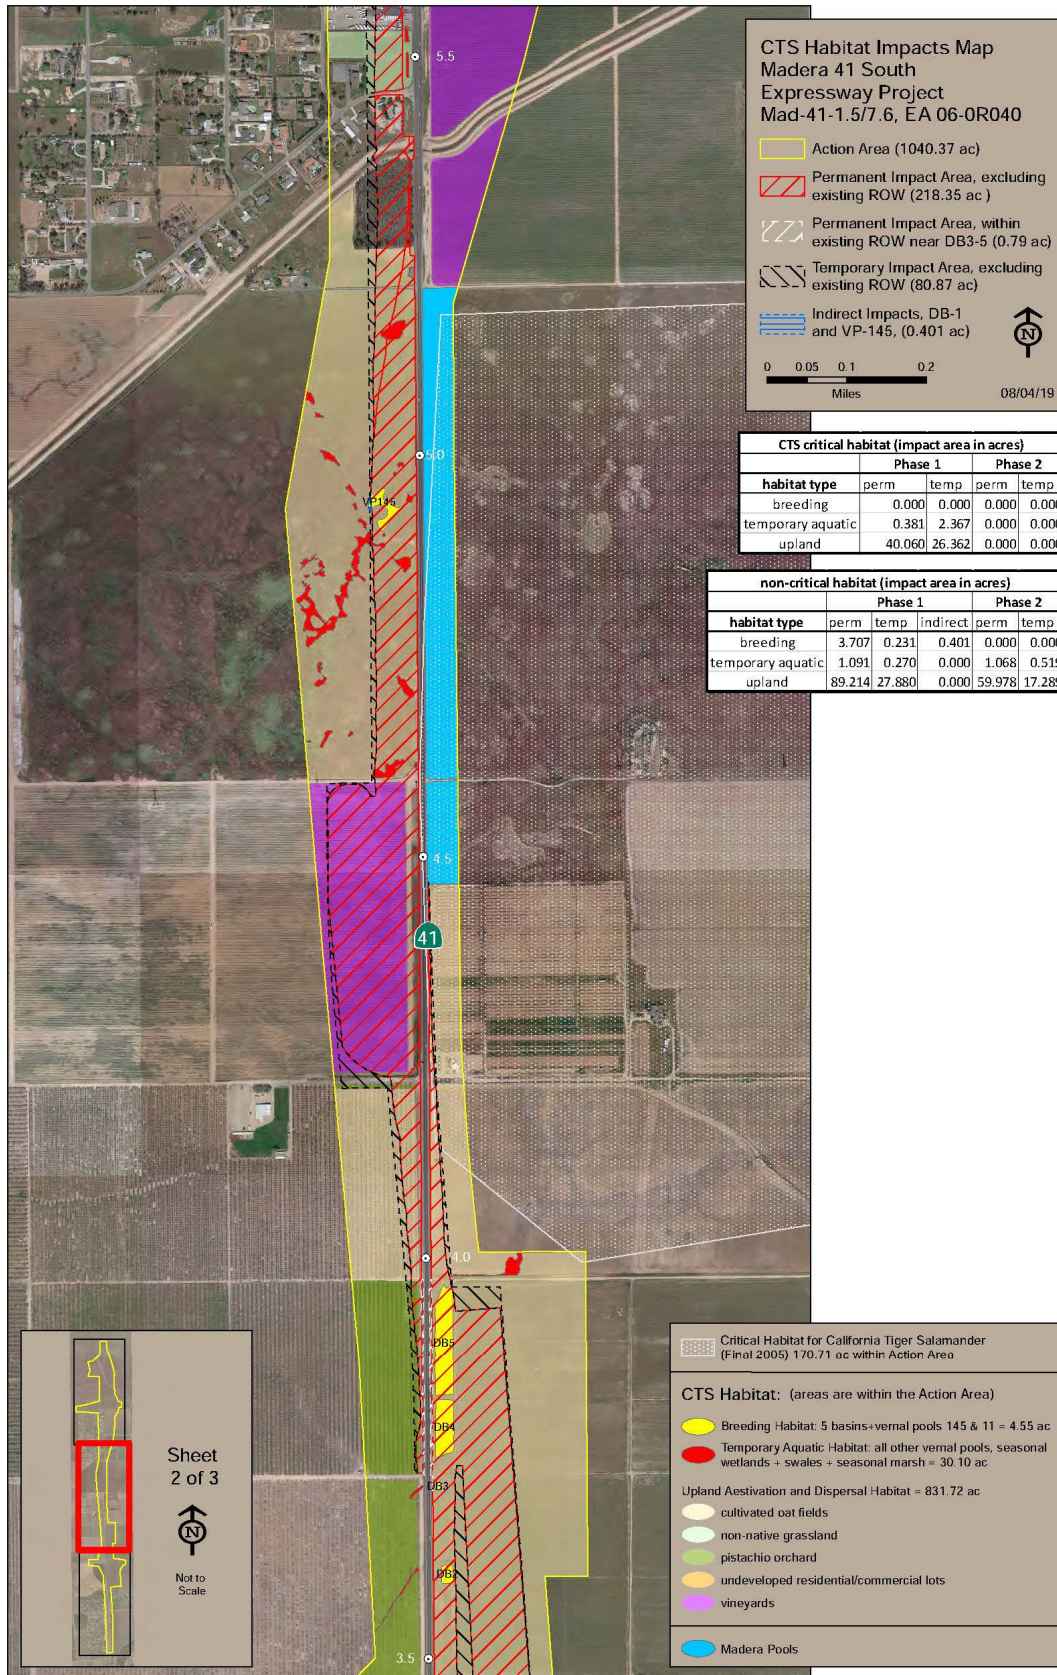 CTS Habitat Impacts Map
Madera 41 South
Expressway Project
Mad-41-1.5/7.6, EA 06-0R040
Action Area (1040.37 ac)
Permanent Impact Area, excluding
existing ROW (218.35 ac )
Permanent Impact Area, within
existing ROW near DB3-5 (0.79 ac)
Temporary Impact Area, excluding
existing ROW (80.87 ac)
Indirect Impacts, DB-1
and VP-145, (0.401 ac)
N
0 0.05 0.1 0.2
Miles
08/04/19
CTS critical habitat (impact area in acres)
Phase 1 Phase 2
habitat type perm temp perm temp
breeding 0.000 0.000 0.000 0.000
temporary aquatic 0.381 2.367 0.000 0.000
upland 40.060 26.362 0.000 0.000
non-critical habitat (impact area in acres)
Phase 1 Phase 2
habitat type perm temp indirect perm temp
breeding 3.707 0.231 0.401 0.000 0.000
temporary aquatic 1.091 0.270 0.000 1.068 0.519
upland 89.214 27.880 0.000 59.978 17.289
5.5
5.0
VP145
4.5
41
4.0
DB5
DB4
DB3
DB2
3.5
Sheet
2 of 3
N
Not to
Scale
Critical Habitat for California Tiger Salamander
(Final 2005) 170.71 ac within Action Area
CTS Habitat: (areas are within the Action Area)
Breeding Habitat: 5 basins+vernal pools 145 & 11 = 4.55 ac
Temporary Aquatic Habitat: all other vernal pools, seasonal
wetlands + swales + seasonal marsh = 30.10 ac
Upland Aestivation and Dispersal Habitat = 831.72 ac
cultivated oat fields
non-native grassland
pistachio orchard
undeveloped residential/commercial lots
vineyards
Madera Pools